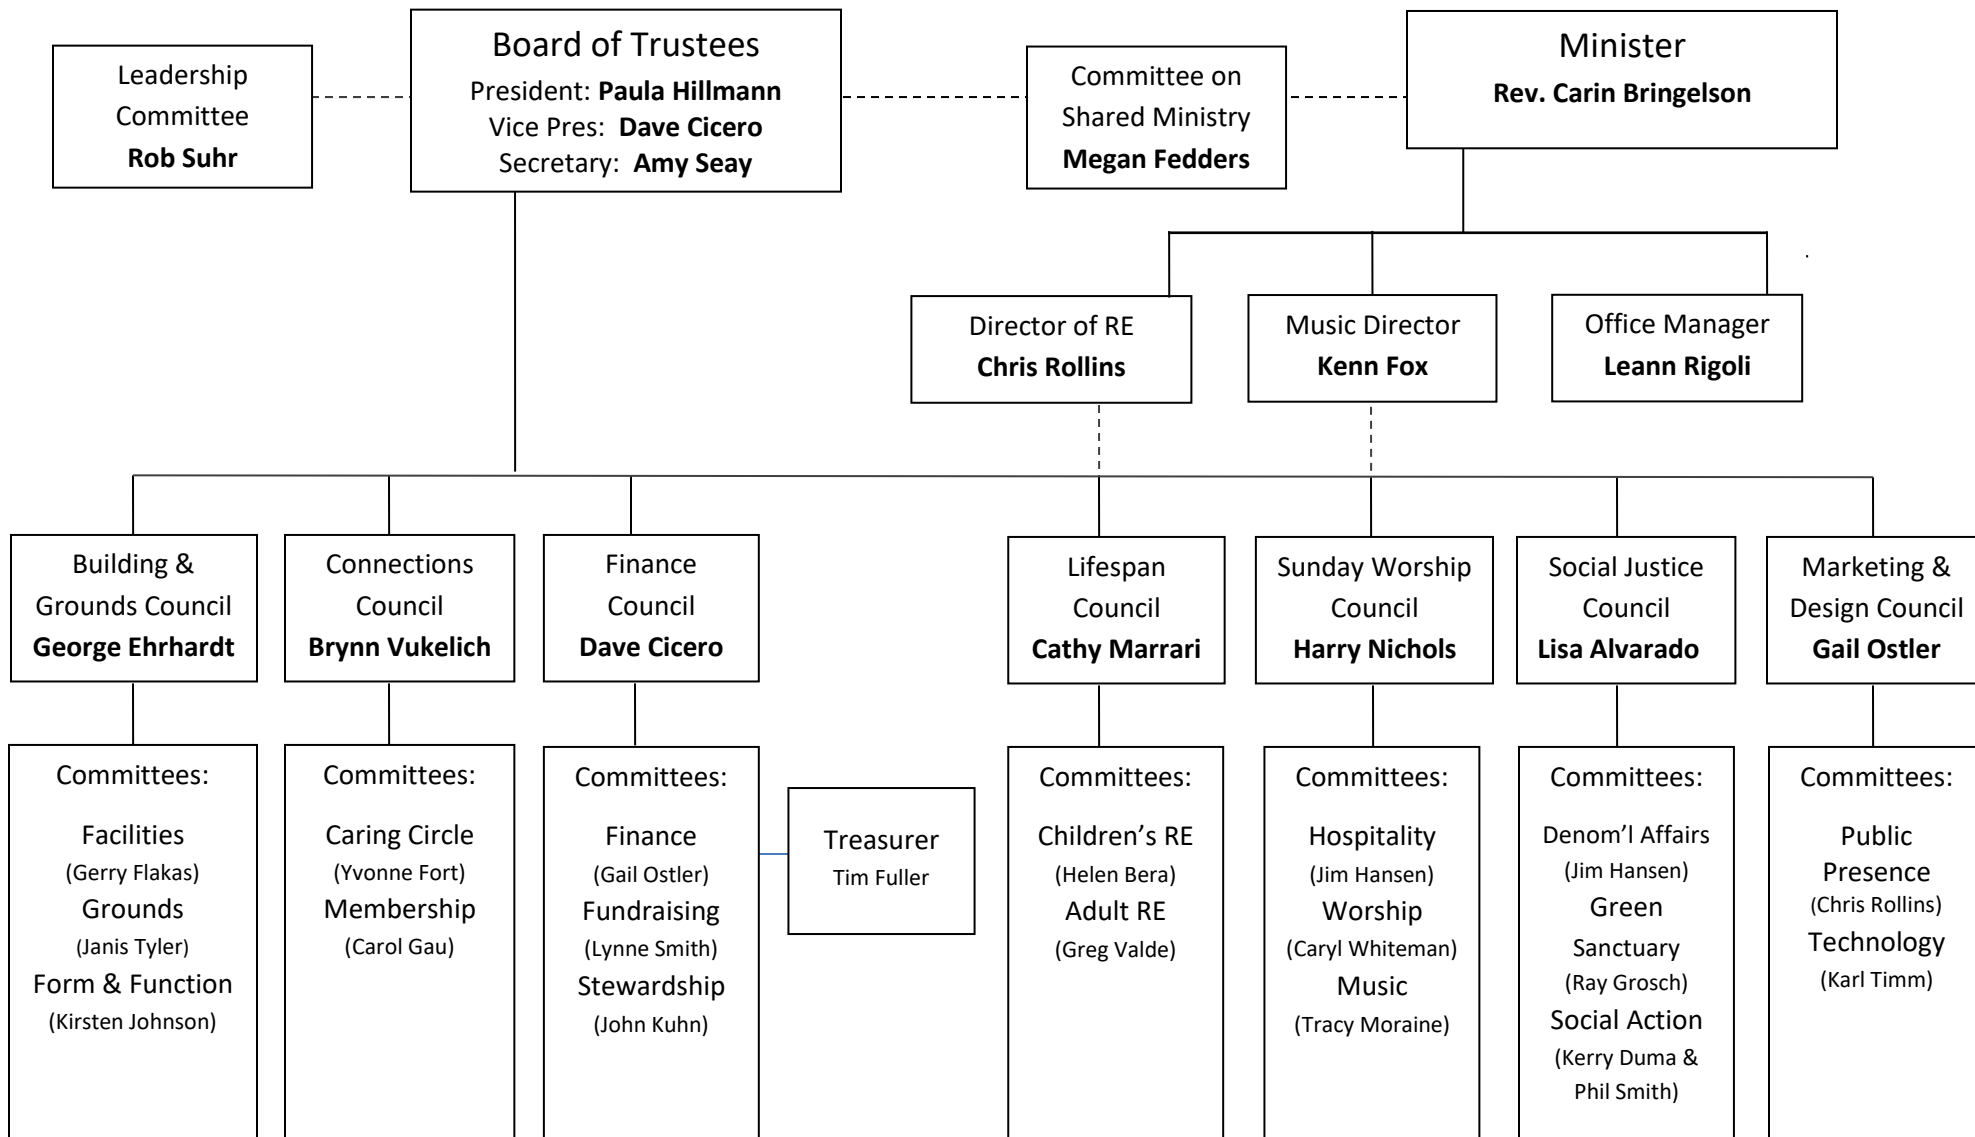 Leadership
Committee
Rob Suhr
Board of Trustees
President: Paula Hillmann
Vice Pres: Dave Cicero
Secretary: Amy Seay
Committee on
Shared Ministry
Megan Fedders
Minister
Rev. Carin Bringelson
Director of RE
Chris Rollins
Music Director
Kenn Fox
Office Manager
Leann Rigoli
Building &
Grounds Council
George Ehrhardt
Connections
Council
Brynn Vukelich
Finance
Council
Dave Cicero
Lifespan
Council
Cathy Marrari
Sunday Worship
Council
Harry Nichols
Social Justice
Council
Lisa Alvarado
Marketing &
Design Council
Gail Ostler
Committees:
Facilities
(Gerry Flakas)
Grounds
(Janis Tyler)
Form & Function
(Kirsten Johnson)
Committees:
Caring Circle
(Yvonne Fort)
Membership
(Carol Gau)
Committees:
Finance
(Gail Ostler)
Fundraising
(Lynne Smith)
Stewardship
(John Kuhn)
Treasurer
Tim Fuller
Committees:
Children’s RE
(Helen Bera)
Adult RE
(Greg Valde)
Committees:
Hospitality
(Jim Hansen)
Worship
(Caryl Whiteman)
Music
(Tracy Moraine)
Committees:
Denom’l Affairs
(Jim Hansen)
Green
Sanctuary
(Ray Grosch)
Social Action
(Kerry Duma &
Phil Smith)
Committees:
Public
Presence
(Chris Rollins)
Technology
(Karl Timm)